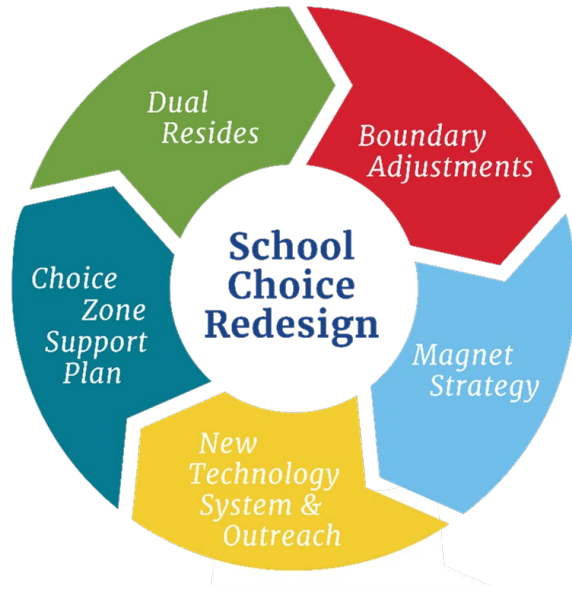 School
Choice
Redesign
Dual
Resides
Boundary
Adjustments
Magnet
Strategy
New
Technology
System &
Outreach
Choice
Zone
Support
Plan